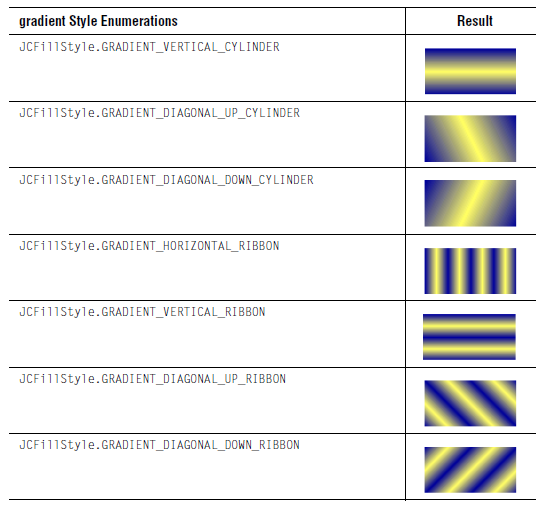 gradient Style Enumerations Result
JCFillStyle.GRADIENT_VERTICAL_CYLINDER
JCFillStyle.GRADIENT_DIAGONAL_UP_CYLINDER
JCFillStyle.GRADIENT_DIAGONAL_DOWN_CYLINDER
JCFillStyle.GRADIENT_HORIZONTAL_RIBBON
JCFillStyle.GRADIENT_VERTICAL_RIBBON
JCFillStyle.GRADIENT_DIAGONAL_UP_RIBBON
JCFillStyle.GRADIENT_DIAGONAL_DOWN_RIBBON